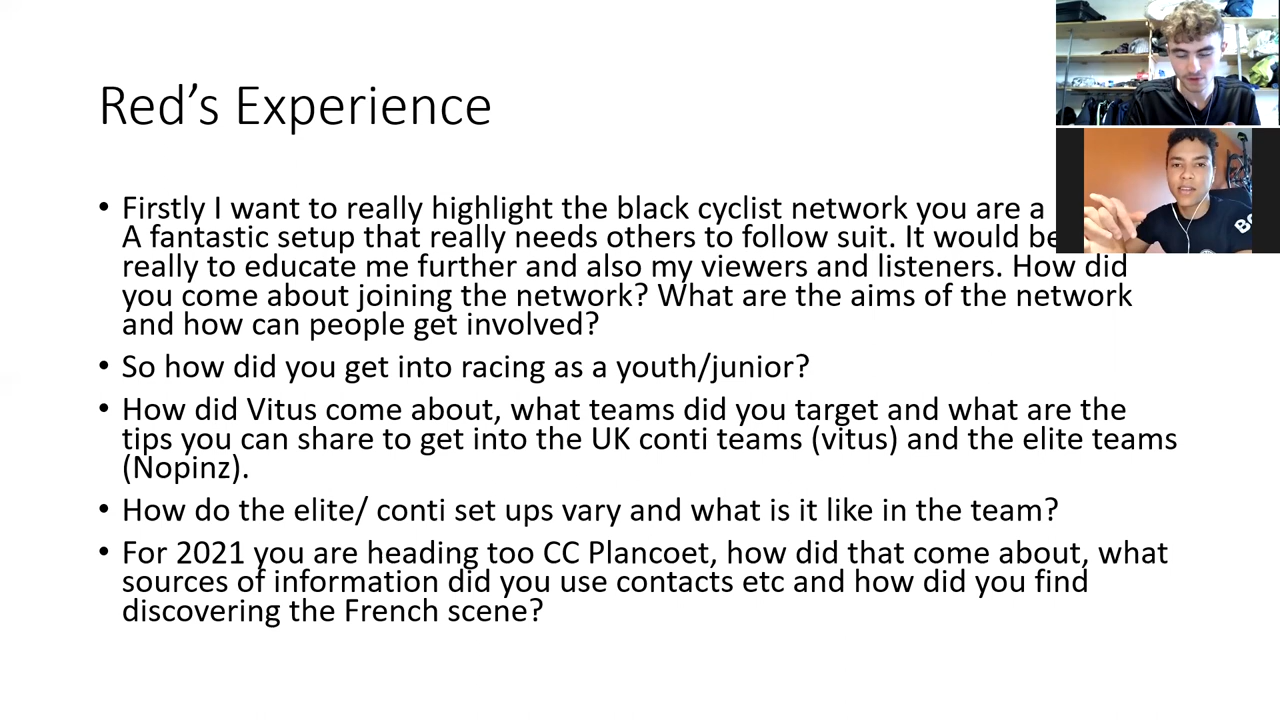 Red's Experience
• Firstly I want to really highlight the black cyclist network you are a
A fantastic setup that really needs others to follow suit. It would be
really to educate me further and also my viewers and listeners. How did
you come about joining the network? What are the aims of the network
and how can people get involved?
• So how did you get into racing as a youth/junior?
• How did Vitus come about, what teams did you target and what are the
tips you can share to get into the UK conti teams (vitus) and the elite teams
(Nopinz).
• How do the elite/ conti set ups vary and what is it like in the team?
• For 2021 you are heading too CC Plancoet, how did that come about, what
sources of information did you use contacts etc and how did you find
discovering the French scene?